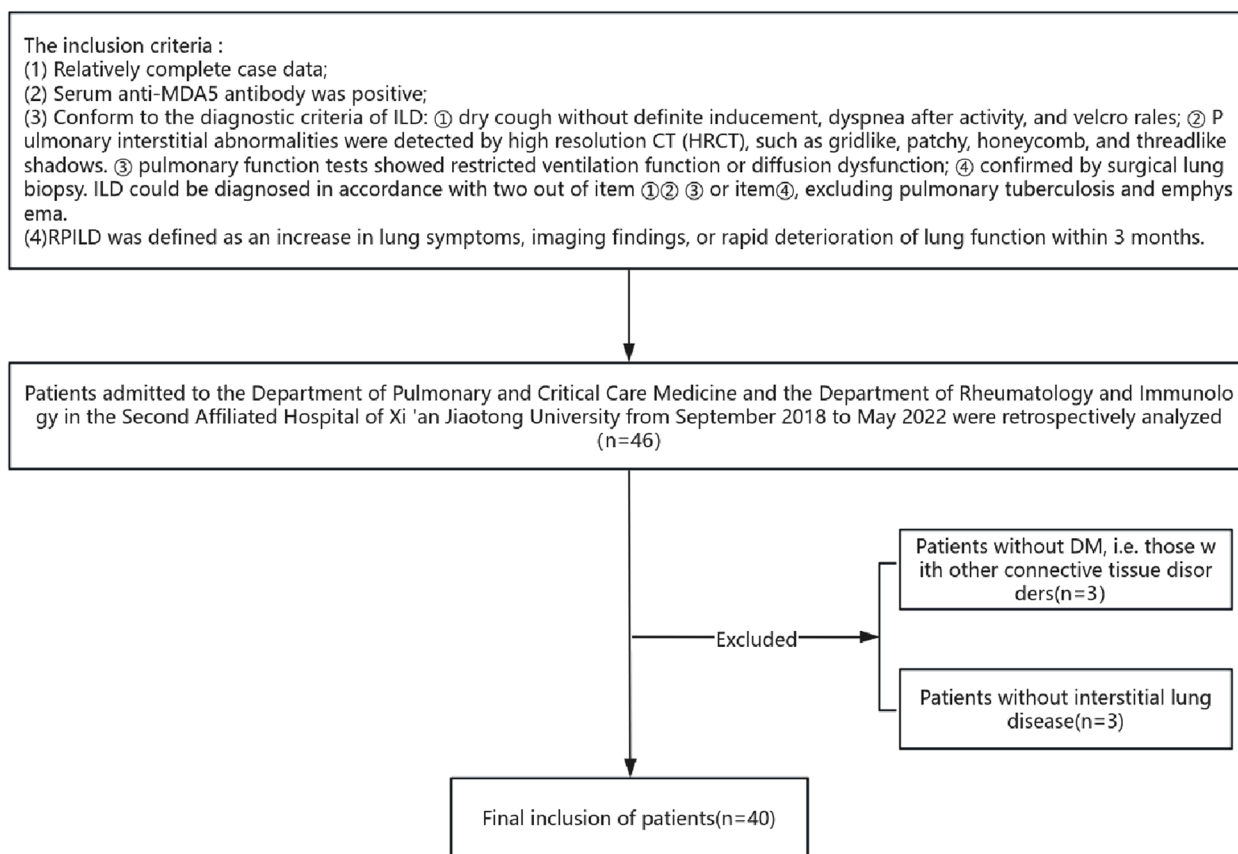 The inclusion criteria :
(1) Relatively complete case data;
(2) Serum anti-MDA5 antibody was positive;
(3) Conform to the diagnostic criteria of ILD: ① dry cough without definite inducement, dyspnea after activity, and velcro rales; ② P
ulmonary interstitial abnormalities were detected by high resolution CT (HRCT), such as gridlike, patchy, honeycomb, and threadlike
shadows. ③ pulmonary function tests showed restricted ventilation function or diffusion dysfunction; ④ confirmed by surgical lung
biopsy. ILD could be diagnosed in accordance with two out of item ①② ③ or item④, excluding pulmonary tuberculosis and emphys
ema.
(4)RPILD was defined as an increase in lung symptoms, imaging findings, or rapid deterioration of lung function within 3 months.
Patients admitted to the Department of Pulmonary and Critical Care Medicine and the Department of Rheumatology and Immunolo
gy in the Second Affiliated Hospital of Xi 'an Jiaotong University from September 2018 to May 2022 were retrospectively analyzed
(n=46)
Excluded
Patients without DM, i.e. those w
ith other connective tissue disor
ders(n=3)
Patients without interstitial lung
disease(n=3)
Final inclusion of patients(n=40)